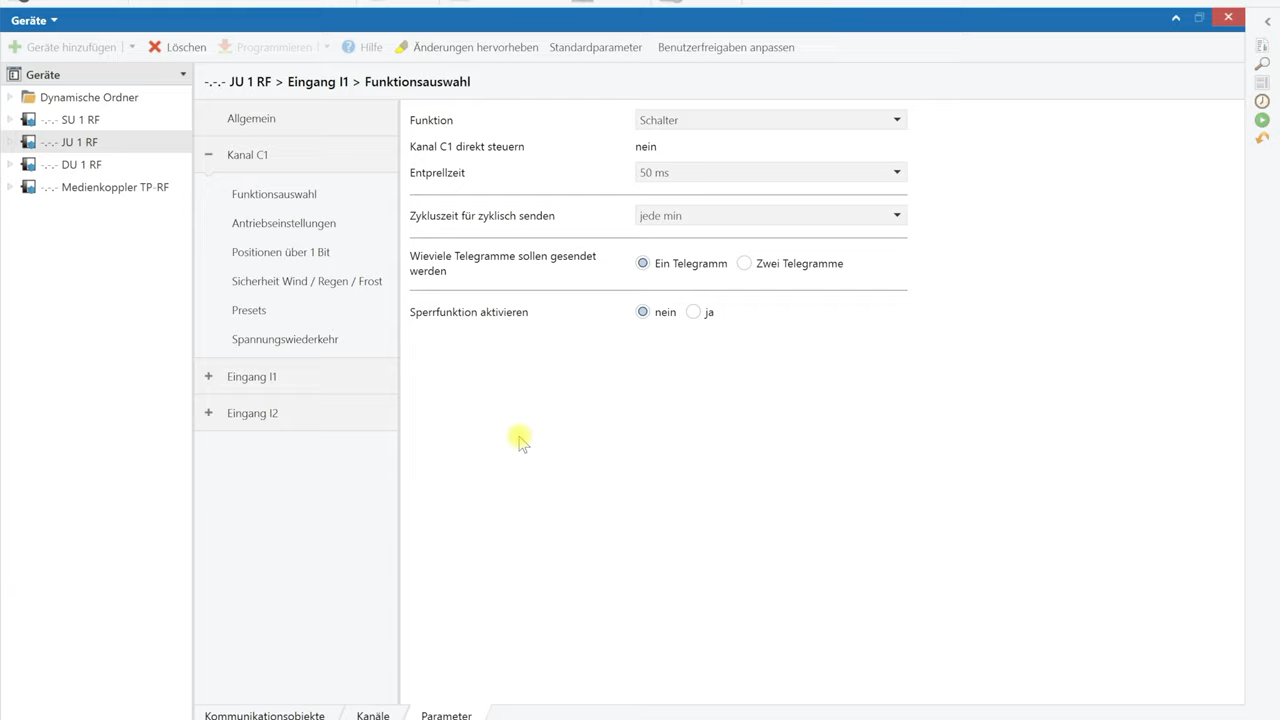 Geräte
Geräte hinzufügen Löschen Programmieren Hilfe Änderungen hervorheben Standardparameter Benutzerfreigaben anpassen
Geräte
Dynamische Ordner
-.-.- SU 1 RF
-.-.- JU 1 RF
-.-.- DU 1 RF
-.-.- Medienkoppler TP-RF
-.-.- JU 1 RF > Eingang I1 > Funktionsauswahl
Allgemein
Kanal C1
Funktionsauswahl
Antriebseinstellungen
Positionen über 1 Bit
Sicherheit Wind / Regen / Frost
Presets
Spannungswiederkehr
Eingang I1
Eingang I2
Funktion Schalter
Kanal C1 direkt steuern nein
Entprellzeit 50 ms
Zykluszeit für zyklisch senden jede min
Wieviele Telegramme sollen gesendet
werden Ein Telegramm Zwei Telegramme
Sperrfunktion aktivieren nein ja
Kommunikationsobjekte Kanäle Parameter